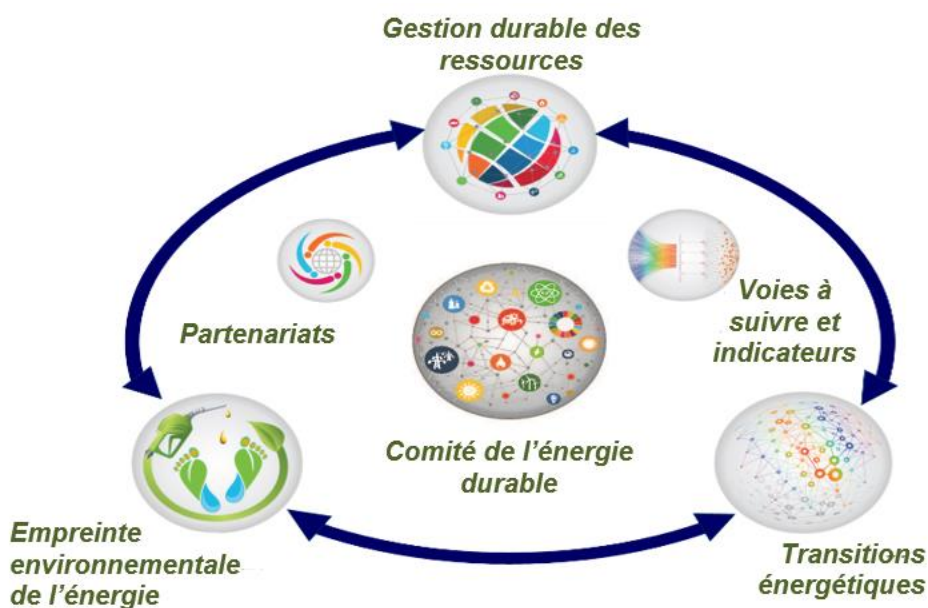 Gestion durable des
ressources
Partenariats
Voies à
suivre et
indicateurs
Comité de l’énergie
durable
Empreinte
environnementale
de l’énergie
Transitions
énergétiques